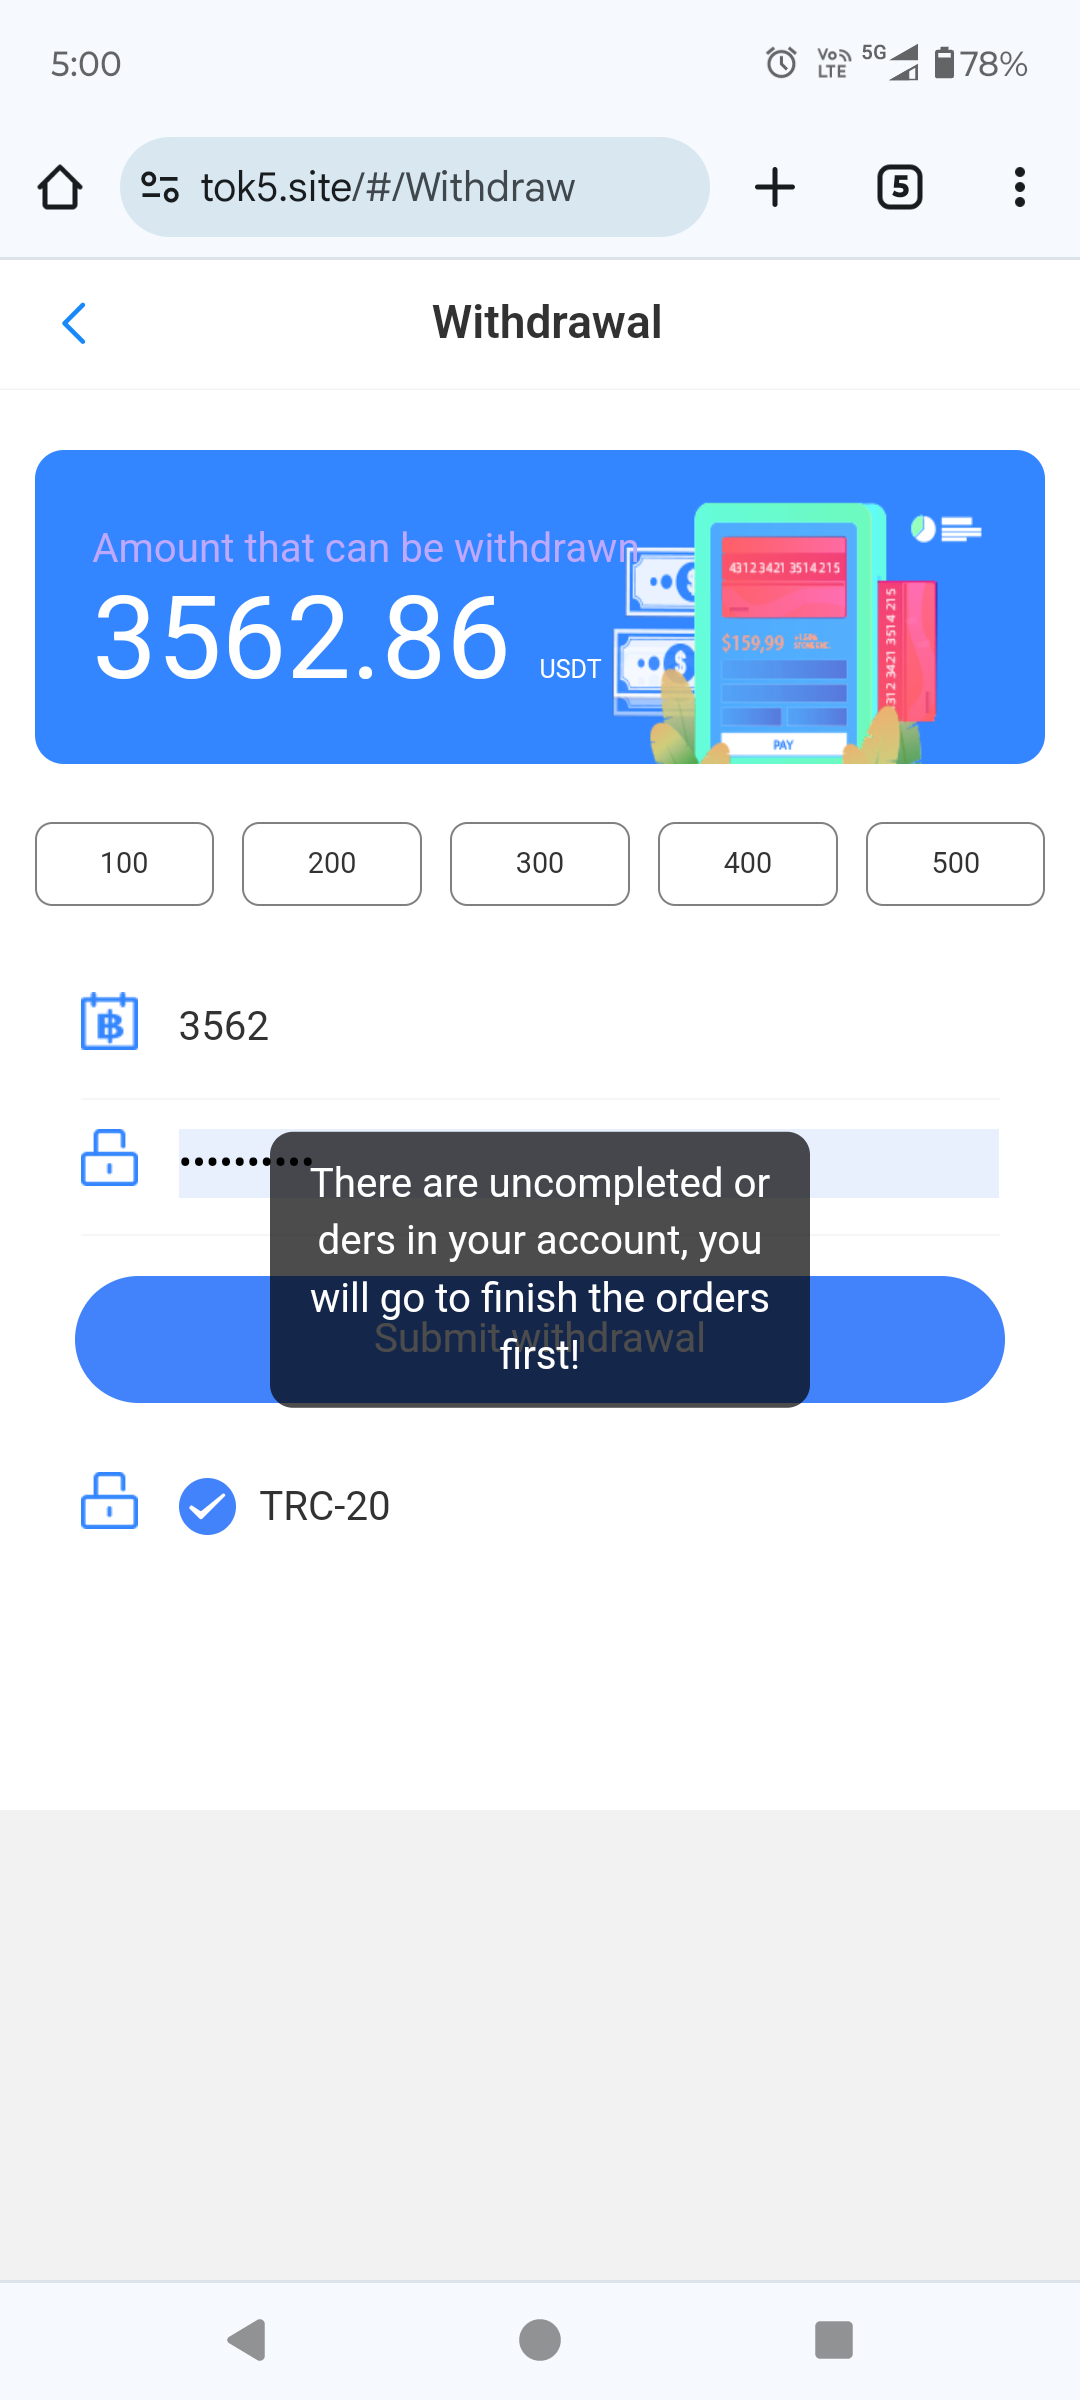 5:00
Vo
LTE
5G
78%
tok5.site/#/Withdraw
5
Withdrawal
Amount that can be withdrawn
3562.86 USDT
4312 3421 3514 215
$159,99
312 3421 3514 215
PAY
100 200 300 400 500
3562
There are uncompleted or
ders in your account, you
will go to finish the orders
first!
Submit withdrawal
TRC-20